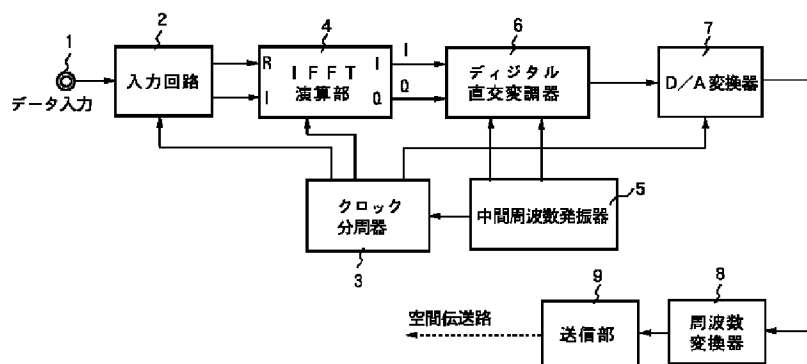 1
データ入力
2
入力回路
R
I
4
IFFT
演算部
I
Q
I
Q
6
ディジタル
直交変調器
7
D/A変換器
クロック
分周器
3
中間周波数発振器
5
空間伝送路
9
送信部
8
周波数
変換器